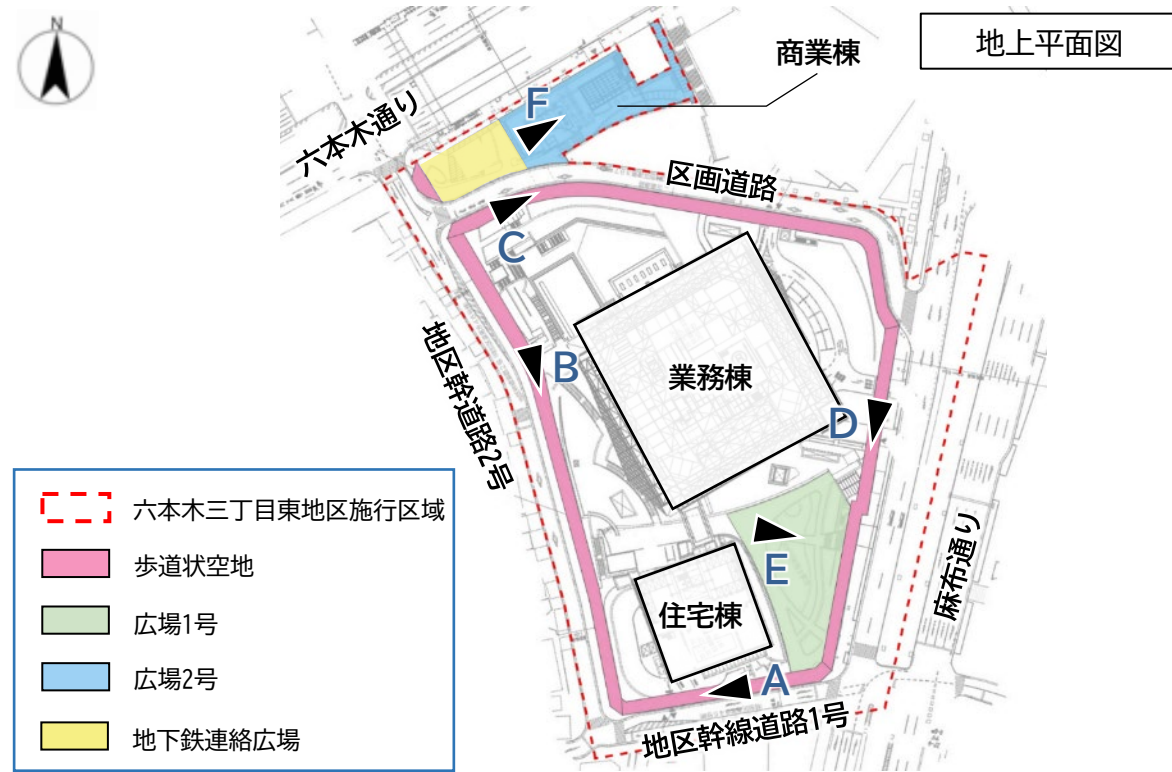 N
地上平面図
商業棟
F
六本木通り
区画道路
C
地区幹道路2号
B
業務棟
D
麻布通り
E
住宅棟
A
地区幹線道路1号
六本木三丁目東地区施行区域
歩道状空地
広場1号
広場2号
地下鉄連絡広場